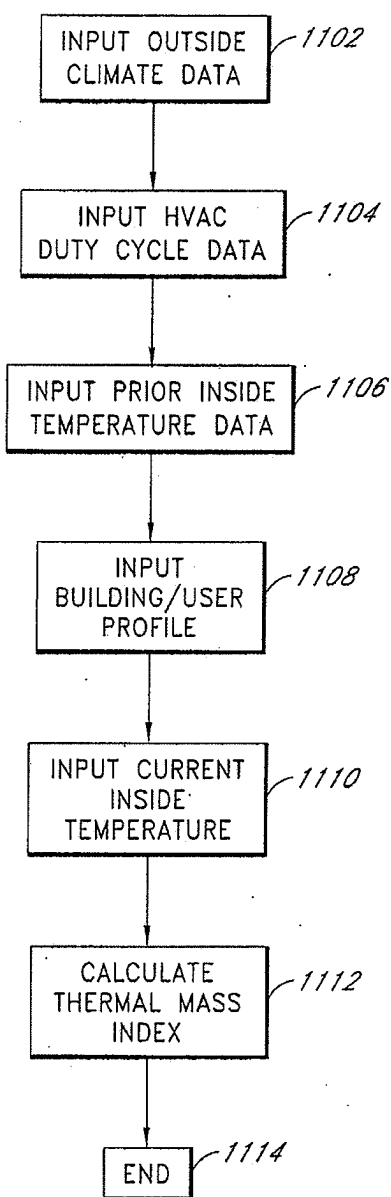 INPUT OUTSIDE
CLIMATE DATA
1102
INPUT HVAC
DUTY CYCLE DATA
1104
INPUT PRIOR INSIDE
TEMPERATURE DATA
1106
INPUT
BUILDING/USER
PROFILE
1108
INPUT CURRENT
INSIDE
TEMPERATURE
1110
CALCULATE
THERMAL MASS
INDEX
1112
END
1114